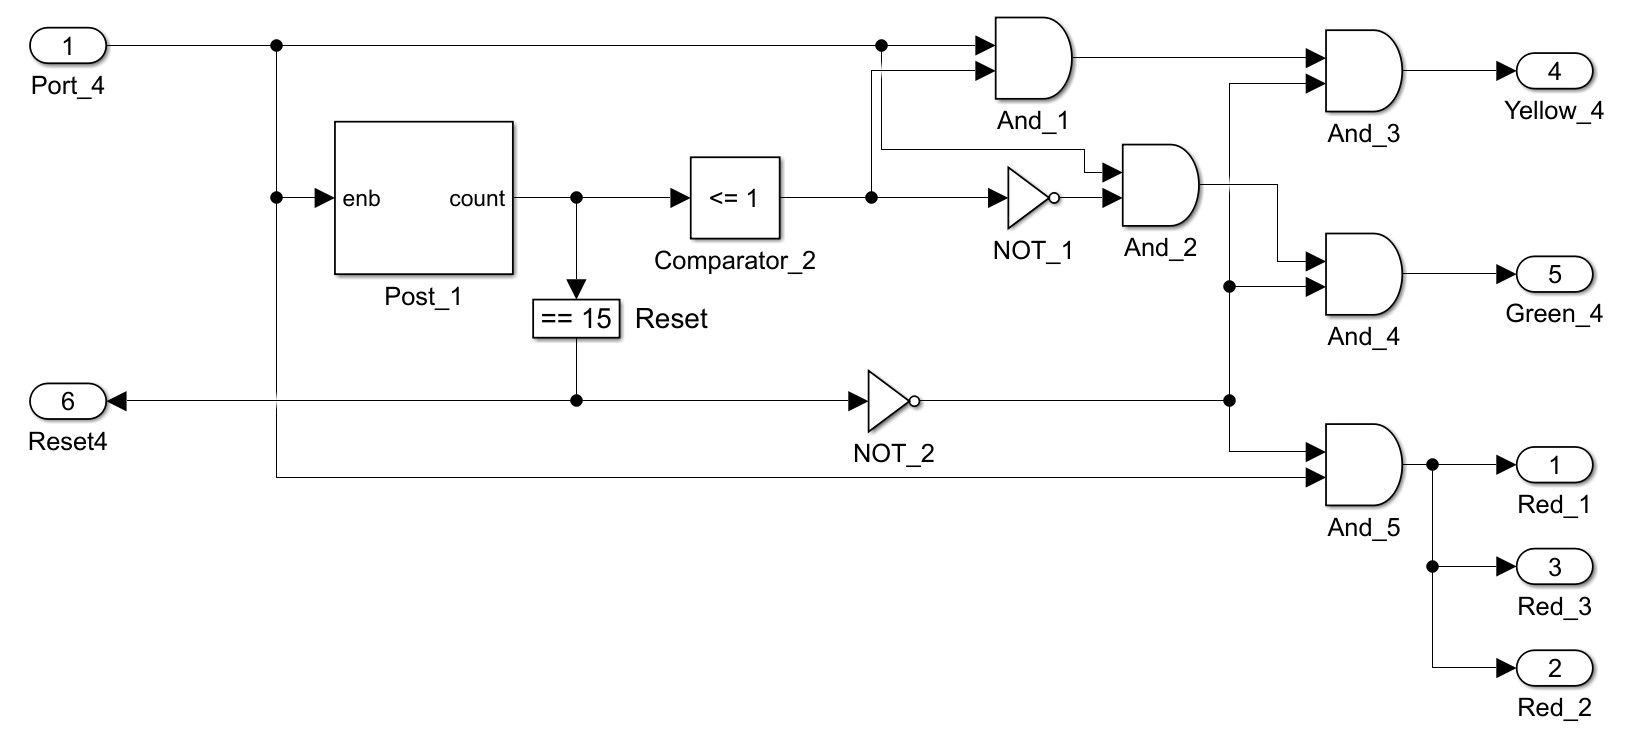 1
Port_4
And_1
And_3
4
Yellow_4
enb
count
Post_1
<= 1
Comparator_2
NOT_1
And_2
And_4
5
Green_4
== 15
Reset
6
Reset4
NOT_2
And_5
1
Red_1
3
Red_3
2
Red_2